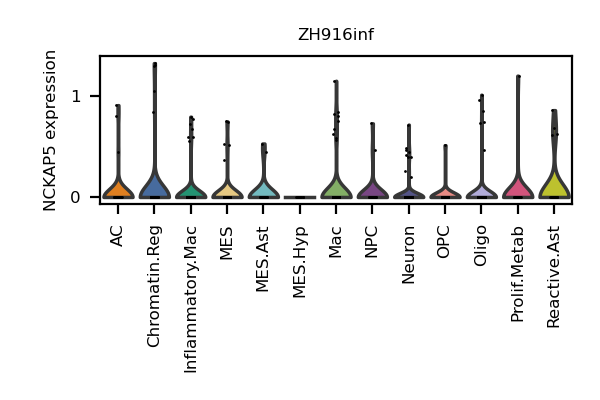 ZH916inf
NCKAP5 expression
1
0
AC
Chromatin.Reg
Inflammatory.Mac
MES
MES.Ast
MES.Hyp
Mac
NPC
Neuron
OPC
Oligo
Prolif.Metab
Reactive.Ast